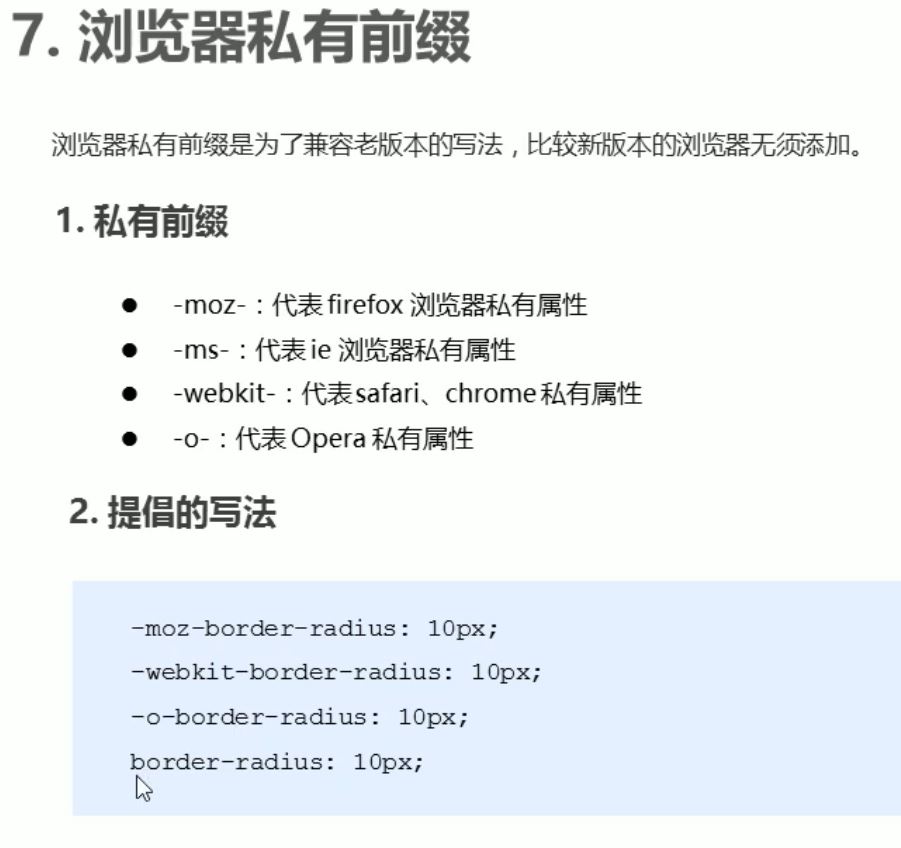 7. 浏览器私有前缀
浏览器私有前缀是为了兼容老版本的写法，比较新版本的浏览器无须添加。
1. 私有前缀
● -moz-：代表 firefox 浏览器私有属性
● -ms-：代表 ie 浏览器私有属性
● -webkit-：代表 safari、chrome 私有属性
● -o-：代表 Opera 私有属性
2. 提倡的写法
-moz-border-radius: 10px;
-webkit-border-radius: 10px;
-o-border-radius: 10px;
border-radius: 10px;